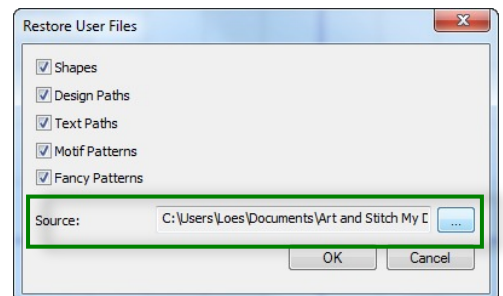 Restore User Files
Shapes
Design Paths
Text Paths
Motif Patterns
Fancy Patterns
Source: C:\Users\Loes\Documents\Art and Stitch My D ...
OK Cancel